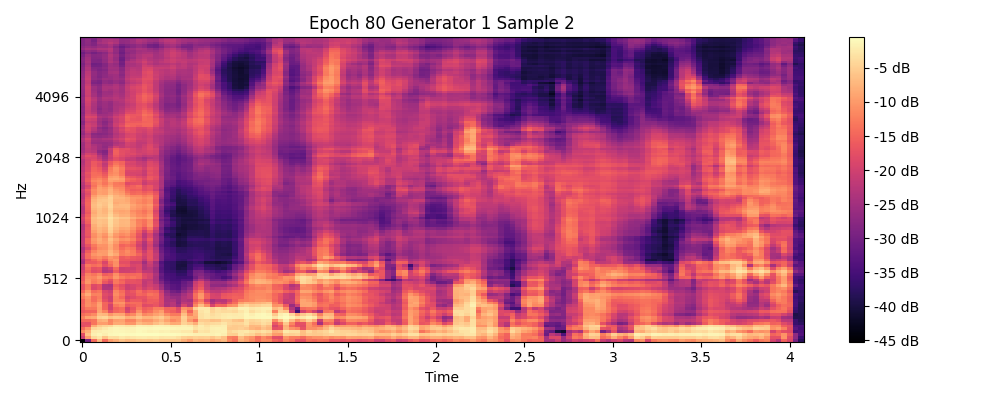 Epoch 80 Generator 1 Sample 2
Hz
4096
2048
1024
512
0
0 0.5 1 1.5 2 2.5 3 3.5 4
Time
-5 dB
-10 dB
-15 dB
-20 dB
-25 dB
-30 dB
-35 dB
-40 dB
-45 dB